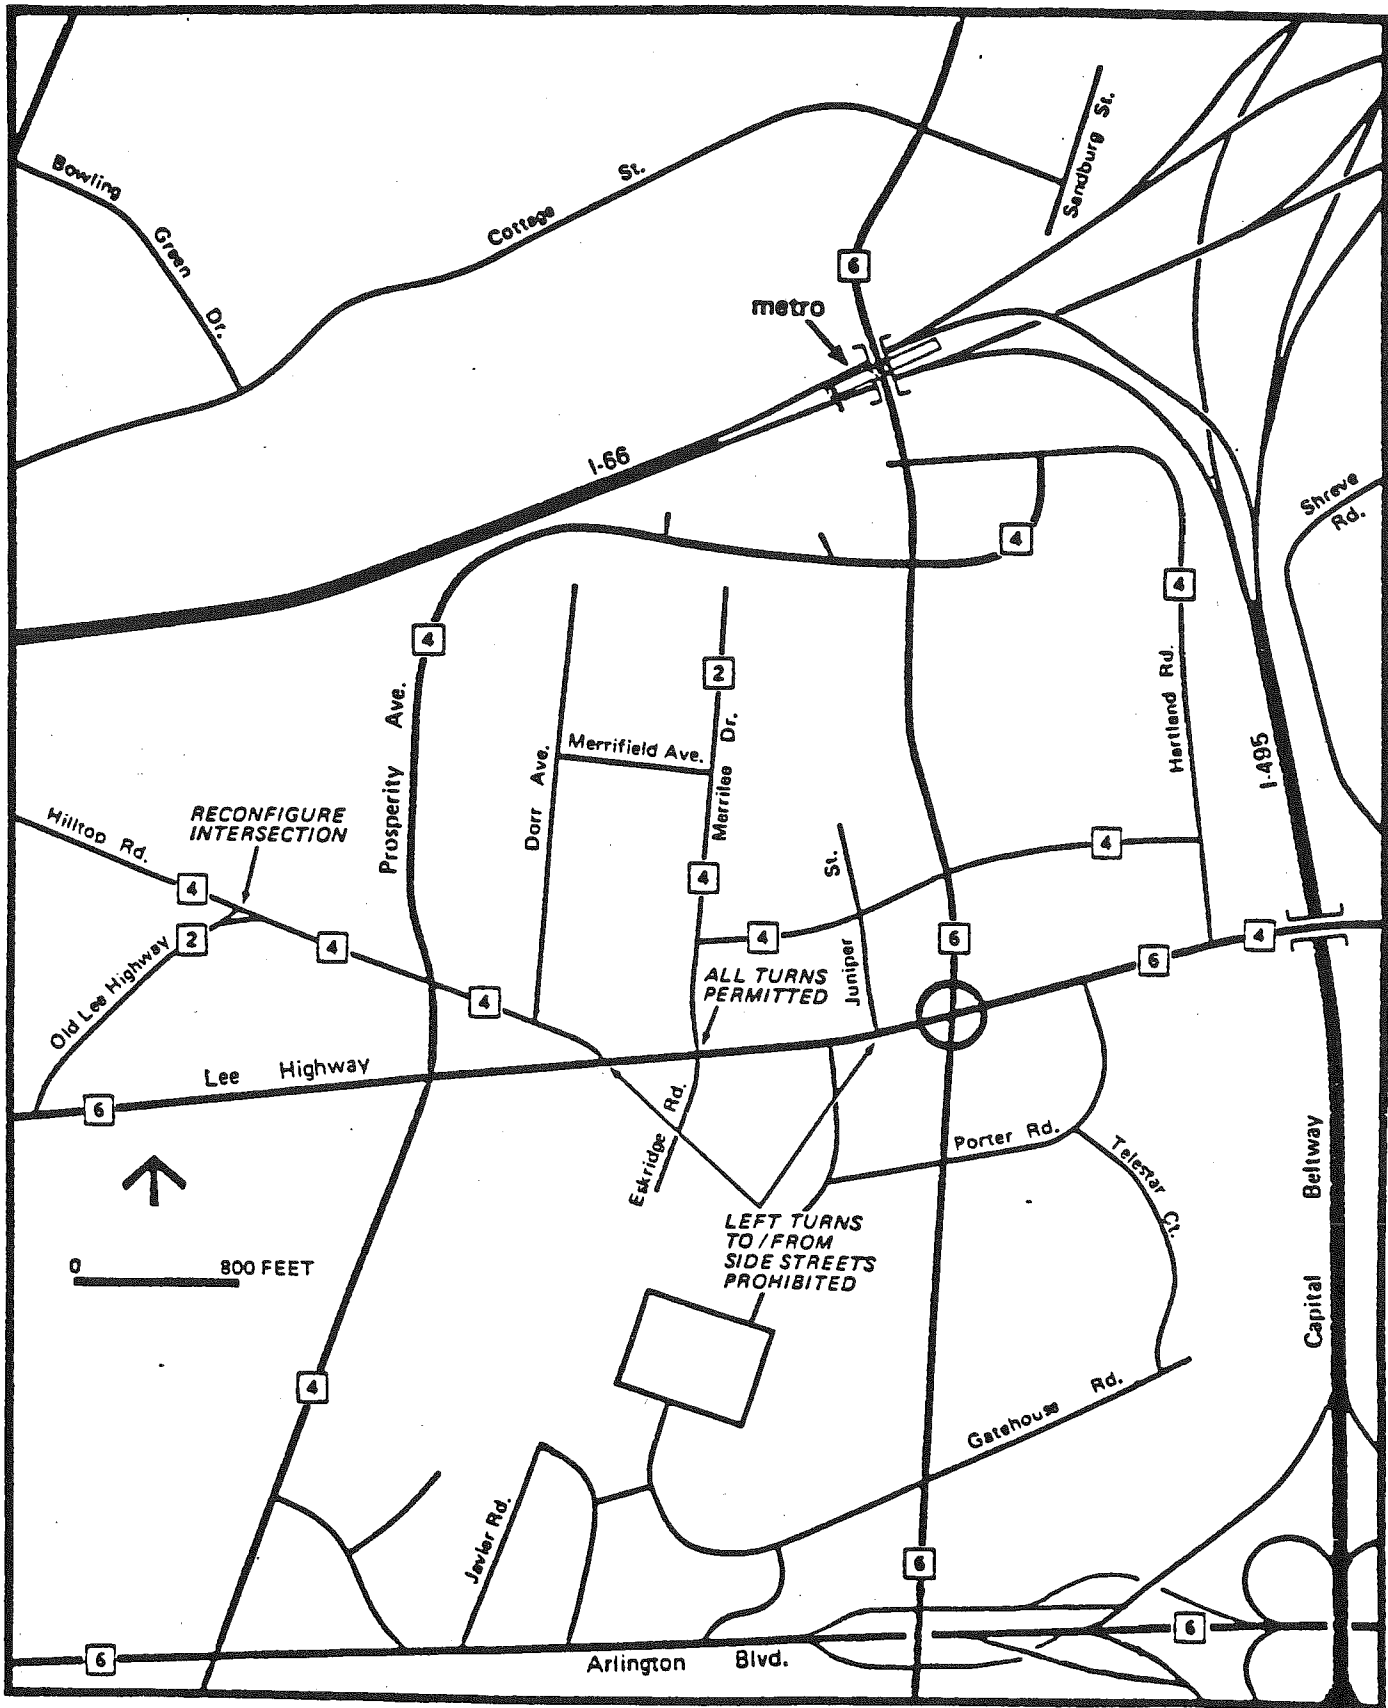 Sandburg St.
Bowling
Green
Dr.
Cottage St.
6
metro
I-66
Shreve
Rd.
4
4
4
2
Prosperity Ave.
Dorr Ave.
Merrifield Ave.
Merrilee Dr.
Hartland Rd.
I-495
RECONFIGURE
INTERSECTION
Hilltop Rd.
4
4
4
St.
Juniper
2
4
4
6
4
6
Old Lee Highway
4
ALL TURNS
PERMITTED
Lee Highway
6
Eskridge Rd.
Porter Rd.
Telestar Ct.
Capital Beltway
LEFT TURNS
TO/FROM
SIDE STREETS
PROHIBITED
0 800 FEET
4
Gatehouse Rd.
Javier Rd.
6
6
6
Arlington Blvd.